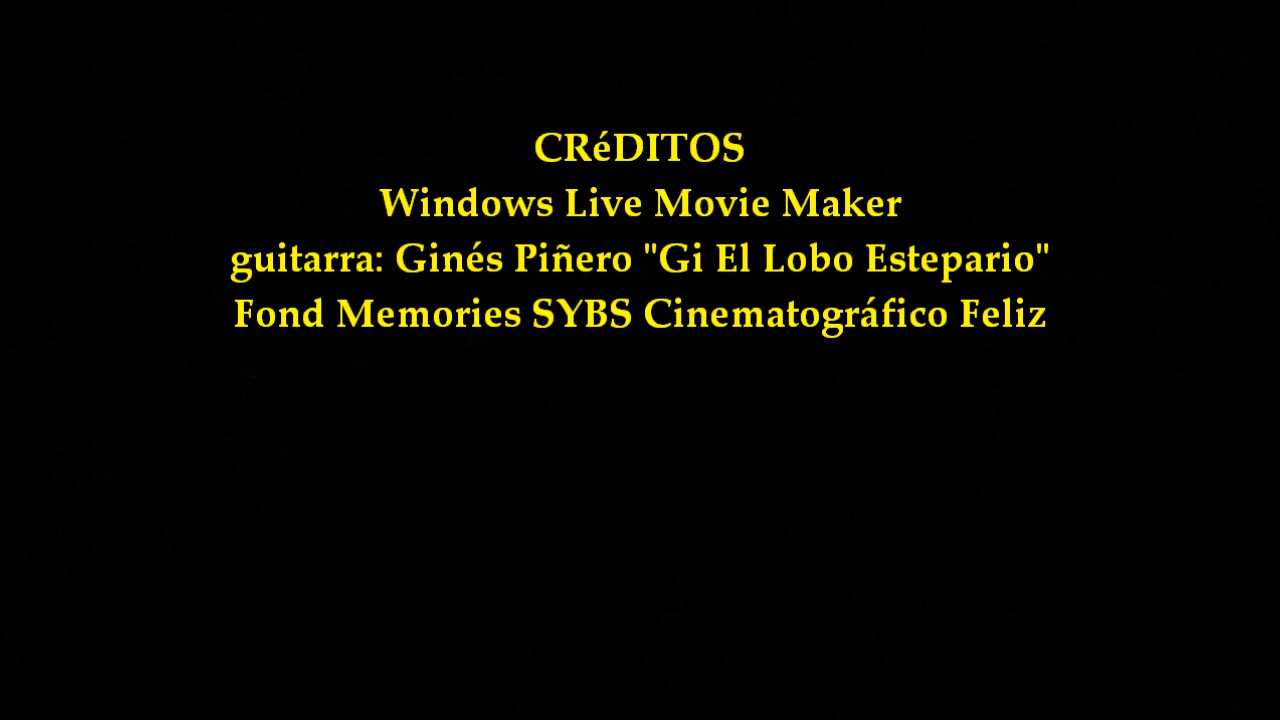 CRéDITOS
Windows Live Movie Maker
guitarra: Ginés Piñero "Gi El Lobo Estepario"
Fond Memories SYBS Cinematográfico Feliz